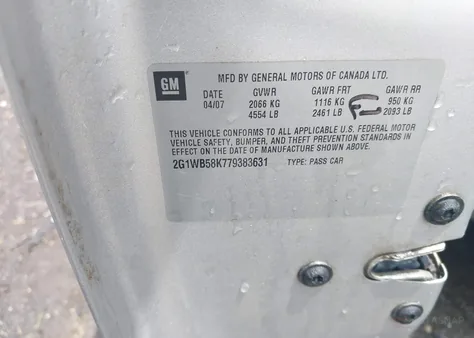 GM MFD BY GENERAL MOTORS OF CANADA LTD.
DATE GVWR GAWR FRT GAWR RR
04/07 2066 KG 1116 KG 950 KG
4554 LB 2461 LB 2093 LB
THIS VEHICLE CONFORMS TO ALL APPLICABLE U.S. FEDERAL MOTOR
VEHICLE SAFETY, BUMPER, AND THEFT PREVENTION STANDARDS IN
EFFECT ON THE DATE OF MANUFACTURE SHOWN ABOVE.
2G1WB58K779383631 TYPE: PASS CAR